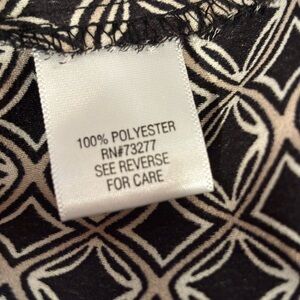 100% POLYESTER
RN#73277
SEE REVERSE
FOR CARE